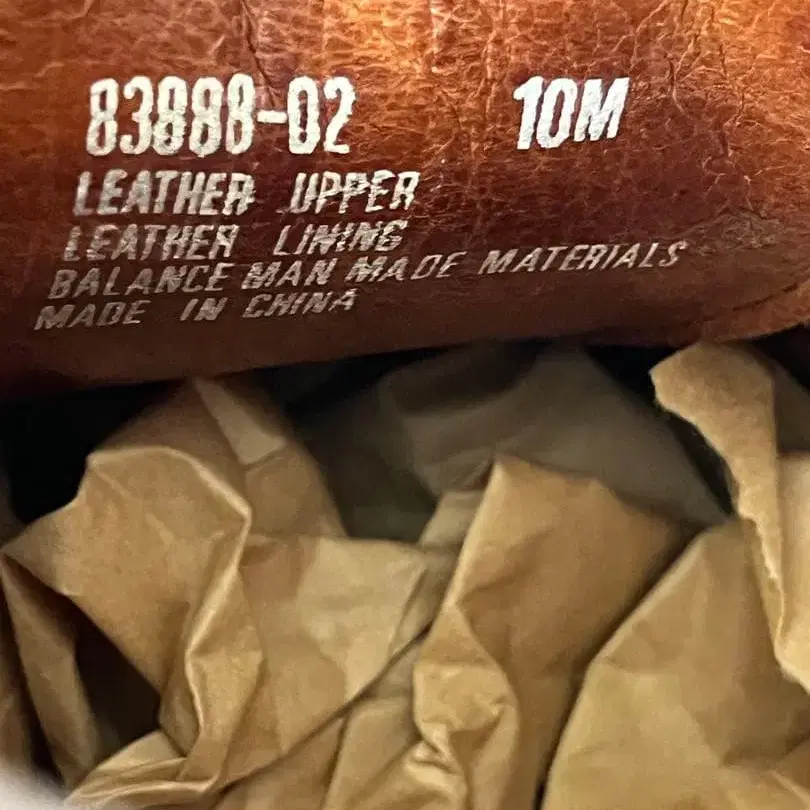 83888-02 10M
LEATHER UPPER
LEATHER LINING
BALANCE MAN MADE MATERIALS
MADE IN CHINA